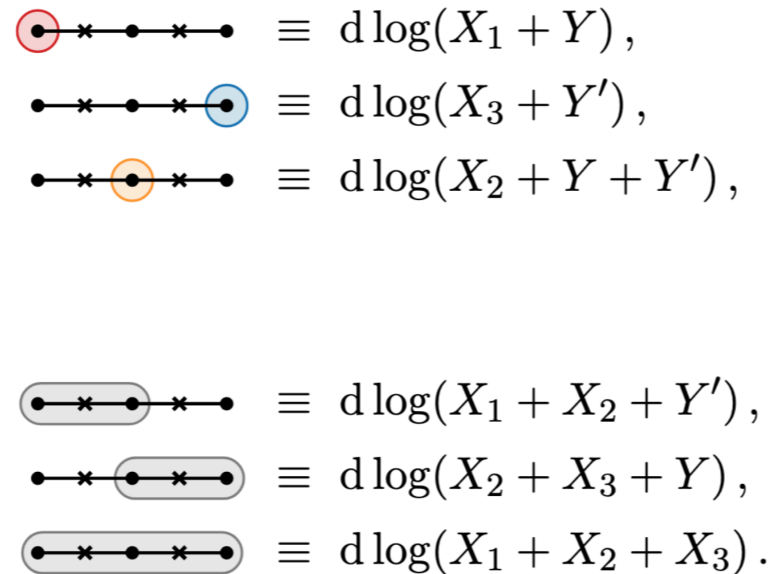 ≡ d log(X₁ + Y) ,
≡ d log(X₃ + Y′) ,
≡ d log(X₂ + Y + Y′) ,
≡ d log(X₁ + X₂ + Y′) ,
≡ d log(X₂ + X₃ + Y) ,
≡ d log(X₁ + X₂ + X₃) .